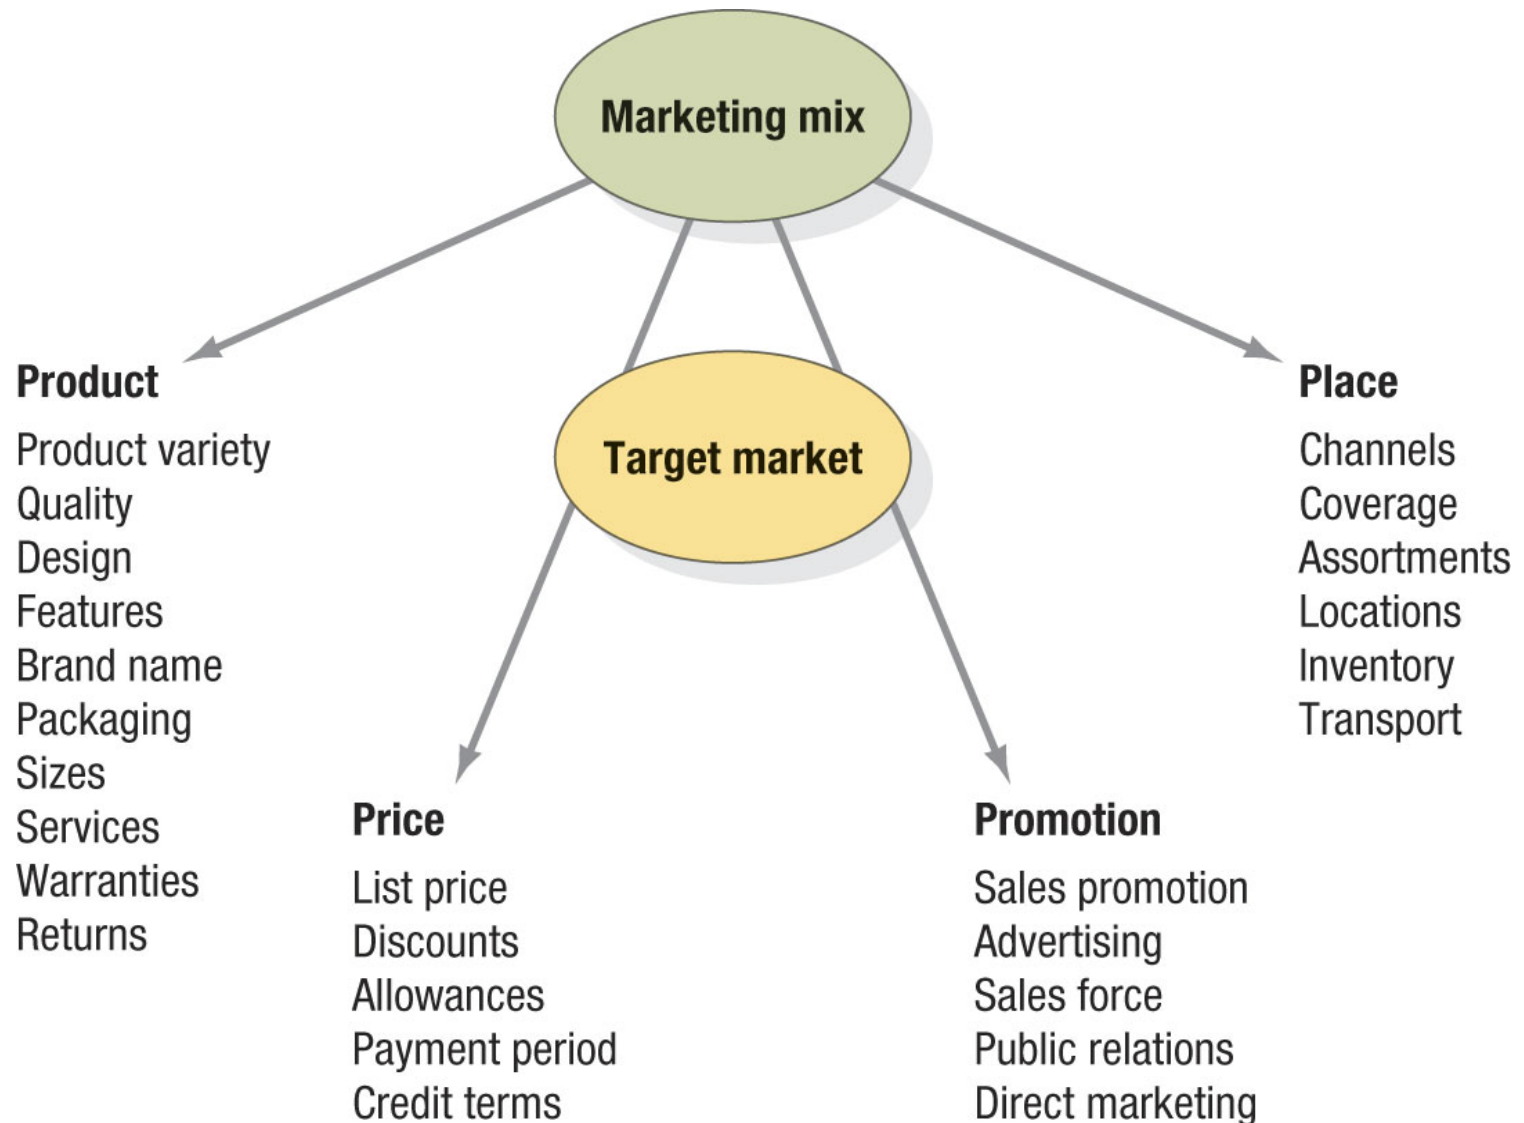 Marketing mix
Target market
Product
Product variety
Quality
Design
Features
Brand name
Packaging
Sizes
Services
Warranties
Returns
Price
List price
Discounts
Allowances
Payment period
Credit terms
Promotion
Sales promotion
Advertising
Sales force
Public relations
Direct marketing
Place
Channels
Coverage
Assortments
Locations
Inventory
Transport